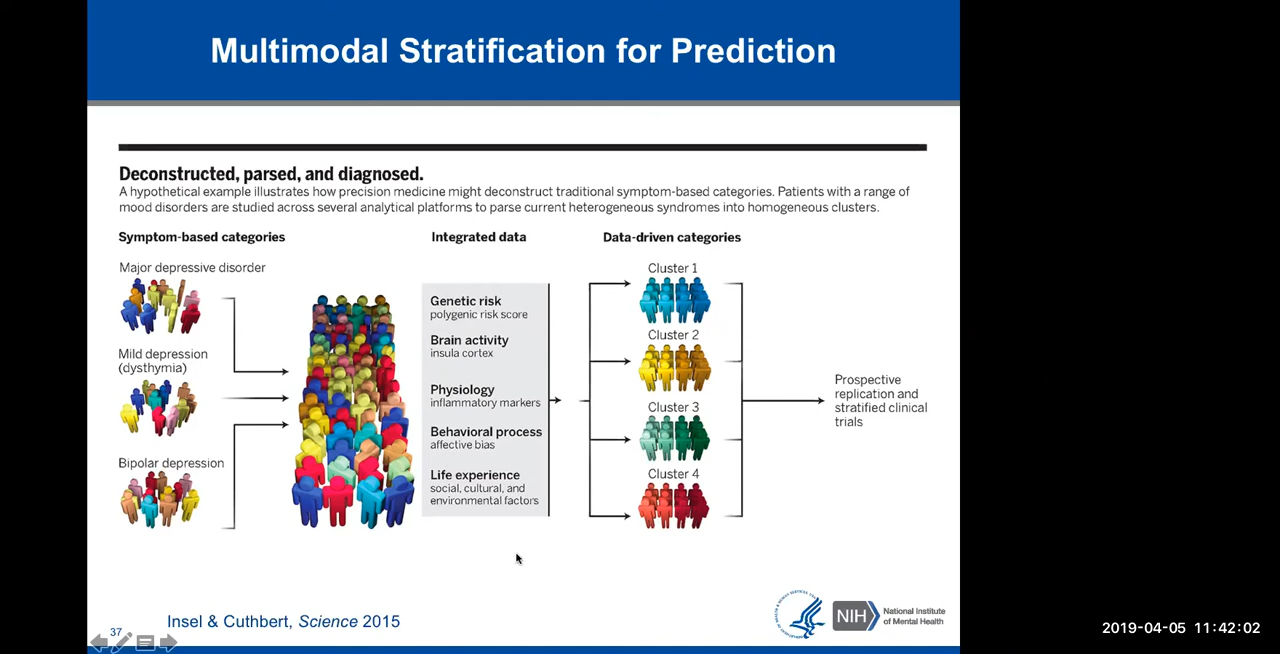 Multimodal Stratification for Prediction
Deconstructed, parsed, and diagnosed.
A hypothetical example illustrates how precision medicine might deconstruct traditional symptom-based categories. Patients with a range of
mood disorders are studied across several analytical platforms to parse current heterogeneous syndromes into homogeneous clusters.
Symptom-based categories
Integrated data
Data-driven categories
Major depressive disorder
Mild depression
(dysthymia)
Bipolar depression
Genetic risk
polygenic risk score
Brain activity
insula cortex
Physiology
inflammatory markers
Behavioral process
affective bias
Life experience
social, cultural, and
environmental factors
Cluster 1
Cluster 2
Cluster 3
Cluster 4
Prospective
replication and
stratified clinical
trials
Insel & Cuthbert, Science 2015
37
NIH
National Institute
of Mental Health
2019-04-05 11:42:02